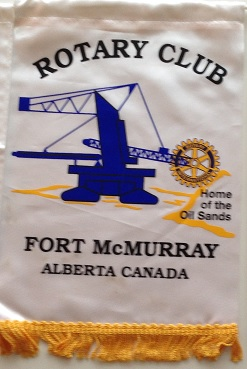 ROTARY CLUB
Home
of the
Oil Sands
FORT McMURRAY
ALBERTA CANADA